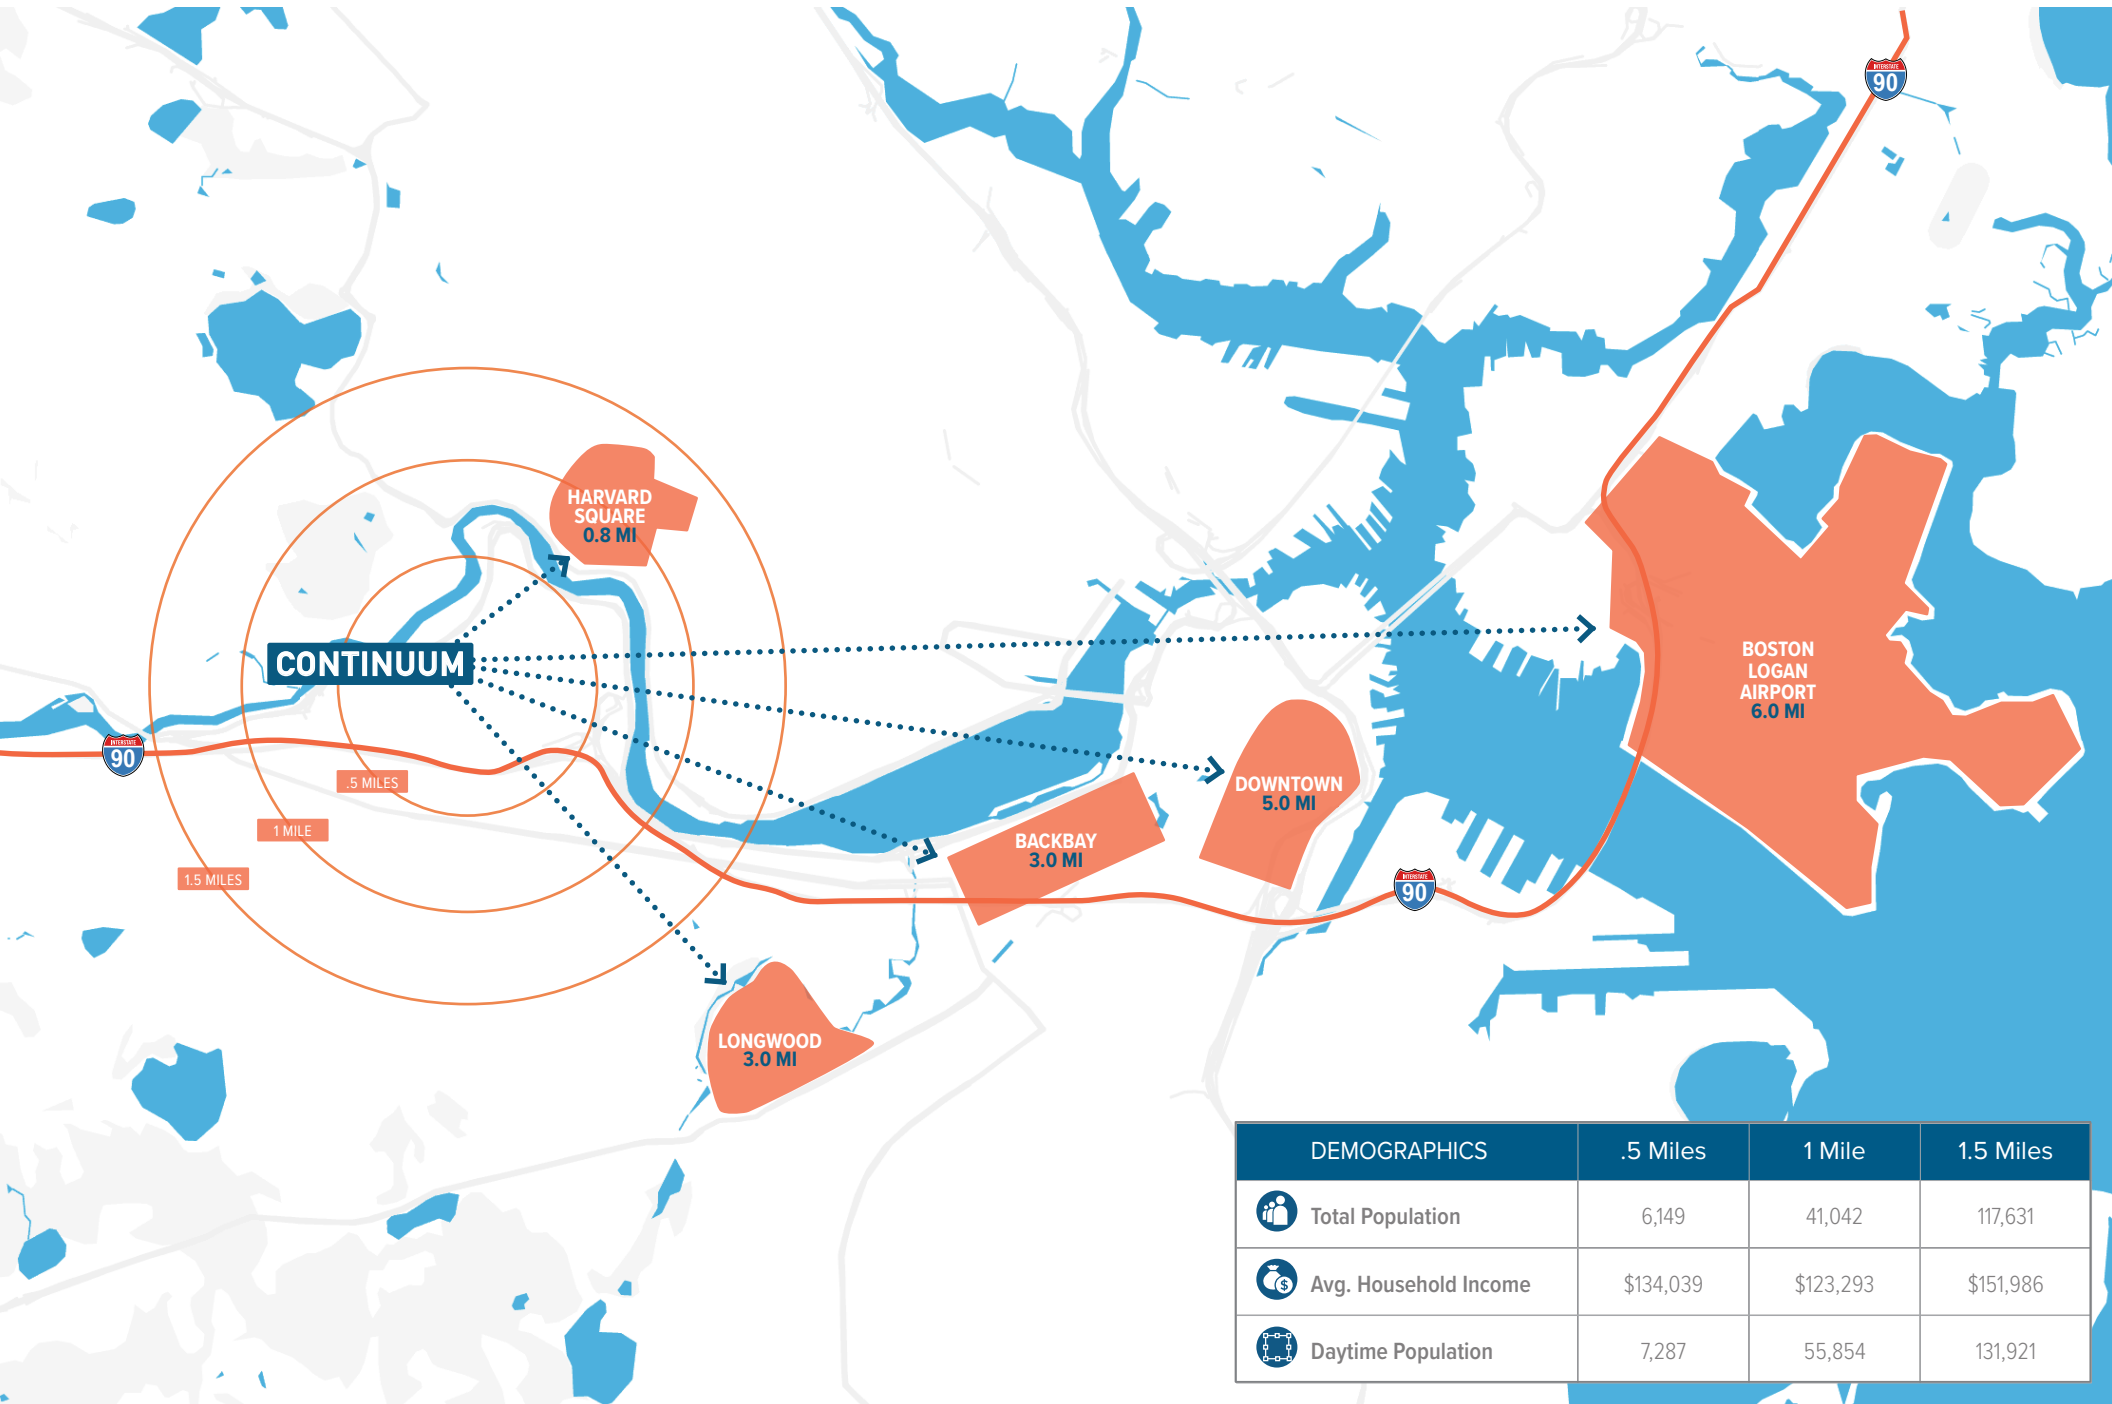 INTERSTATE
90
HARVARD
SQUARE
0.8 MI
CONTINUUM
BOSTON
LOGAN
AIRPORT
6.0 MI
INTERSTATE
90
.5 MILES
DOWNTOWN
5.0 MI
1 MILE
BACKBAY
3.0 MI
1.5 MILES
INTERSTATE
90
LONGWOOD
3.0 MI
DEMOGRAPHICS .5 Miles 1 Mile 1.5 Miles
Total Population 6,149 41,042 117,631
$ Avg. Household Income $134,039 $123,293 $151,986
Daytime Population 7,287 55,854 131,921